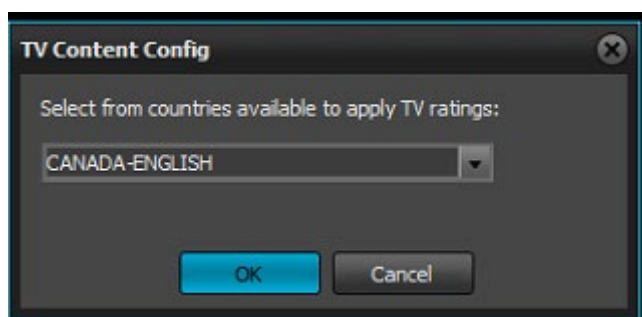 TV Content Config
Select from countries available to apply TV ratings:
CANADA-ENGLISH
OK Cancel